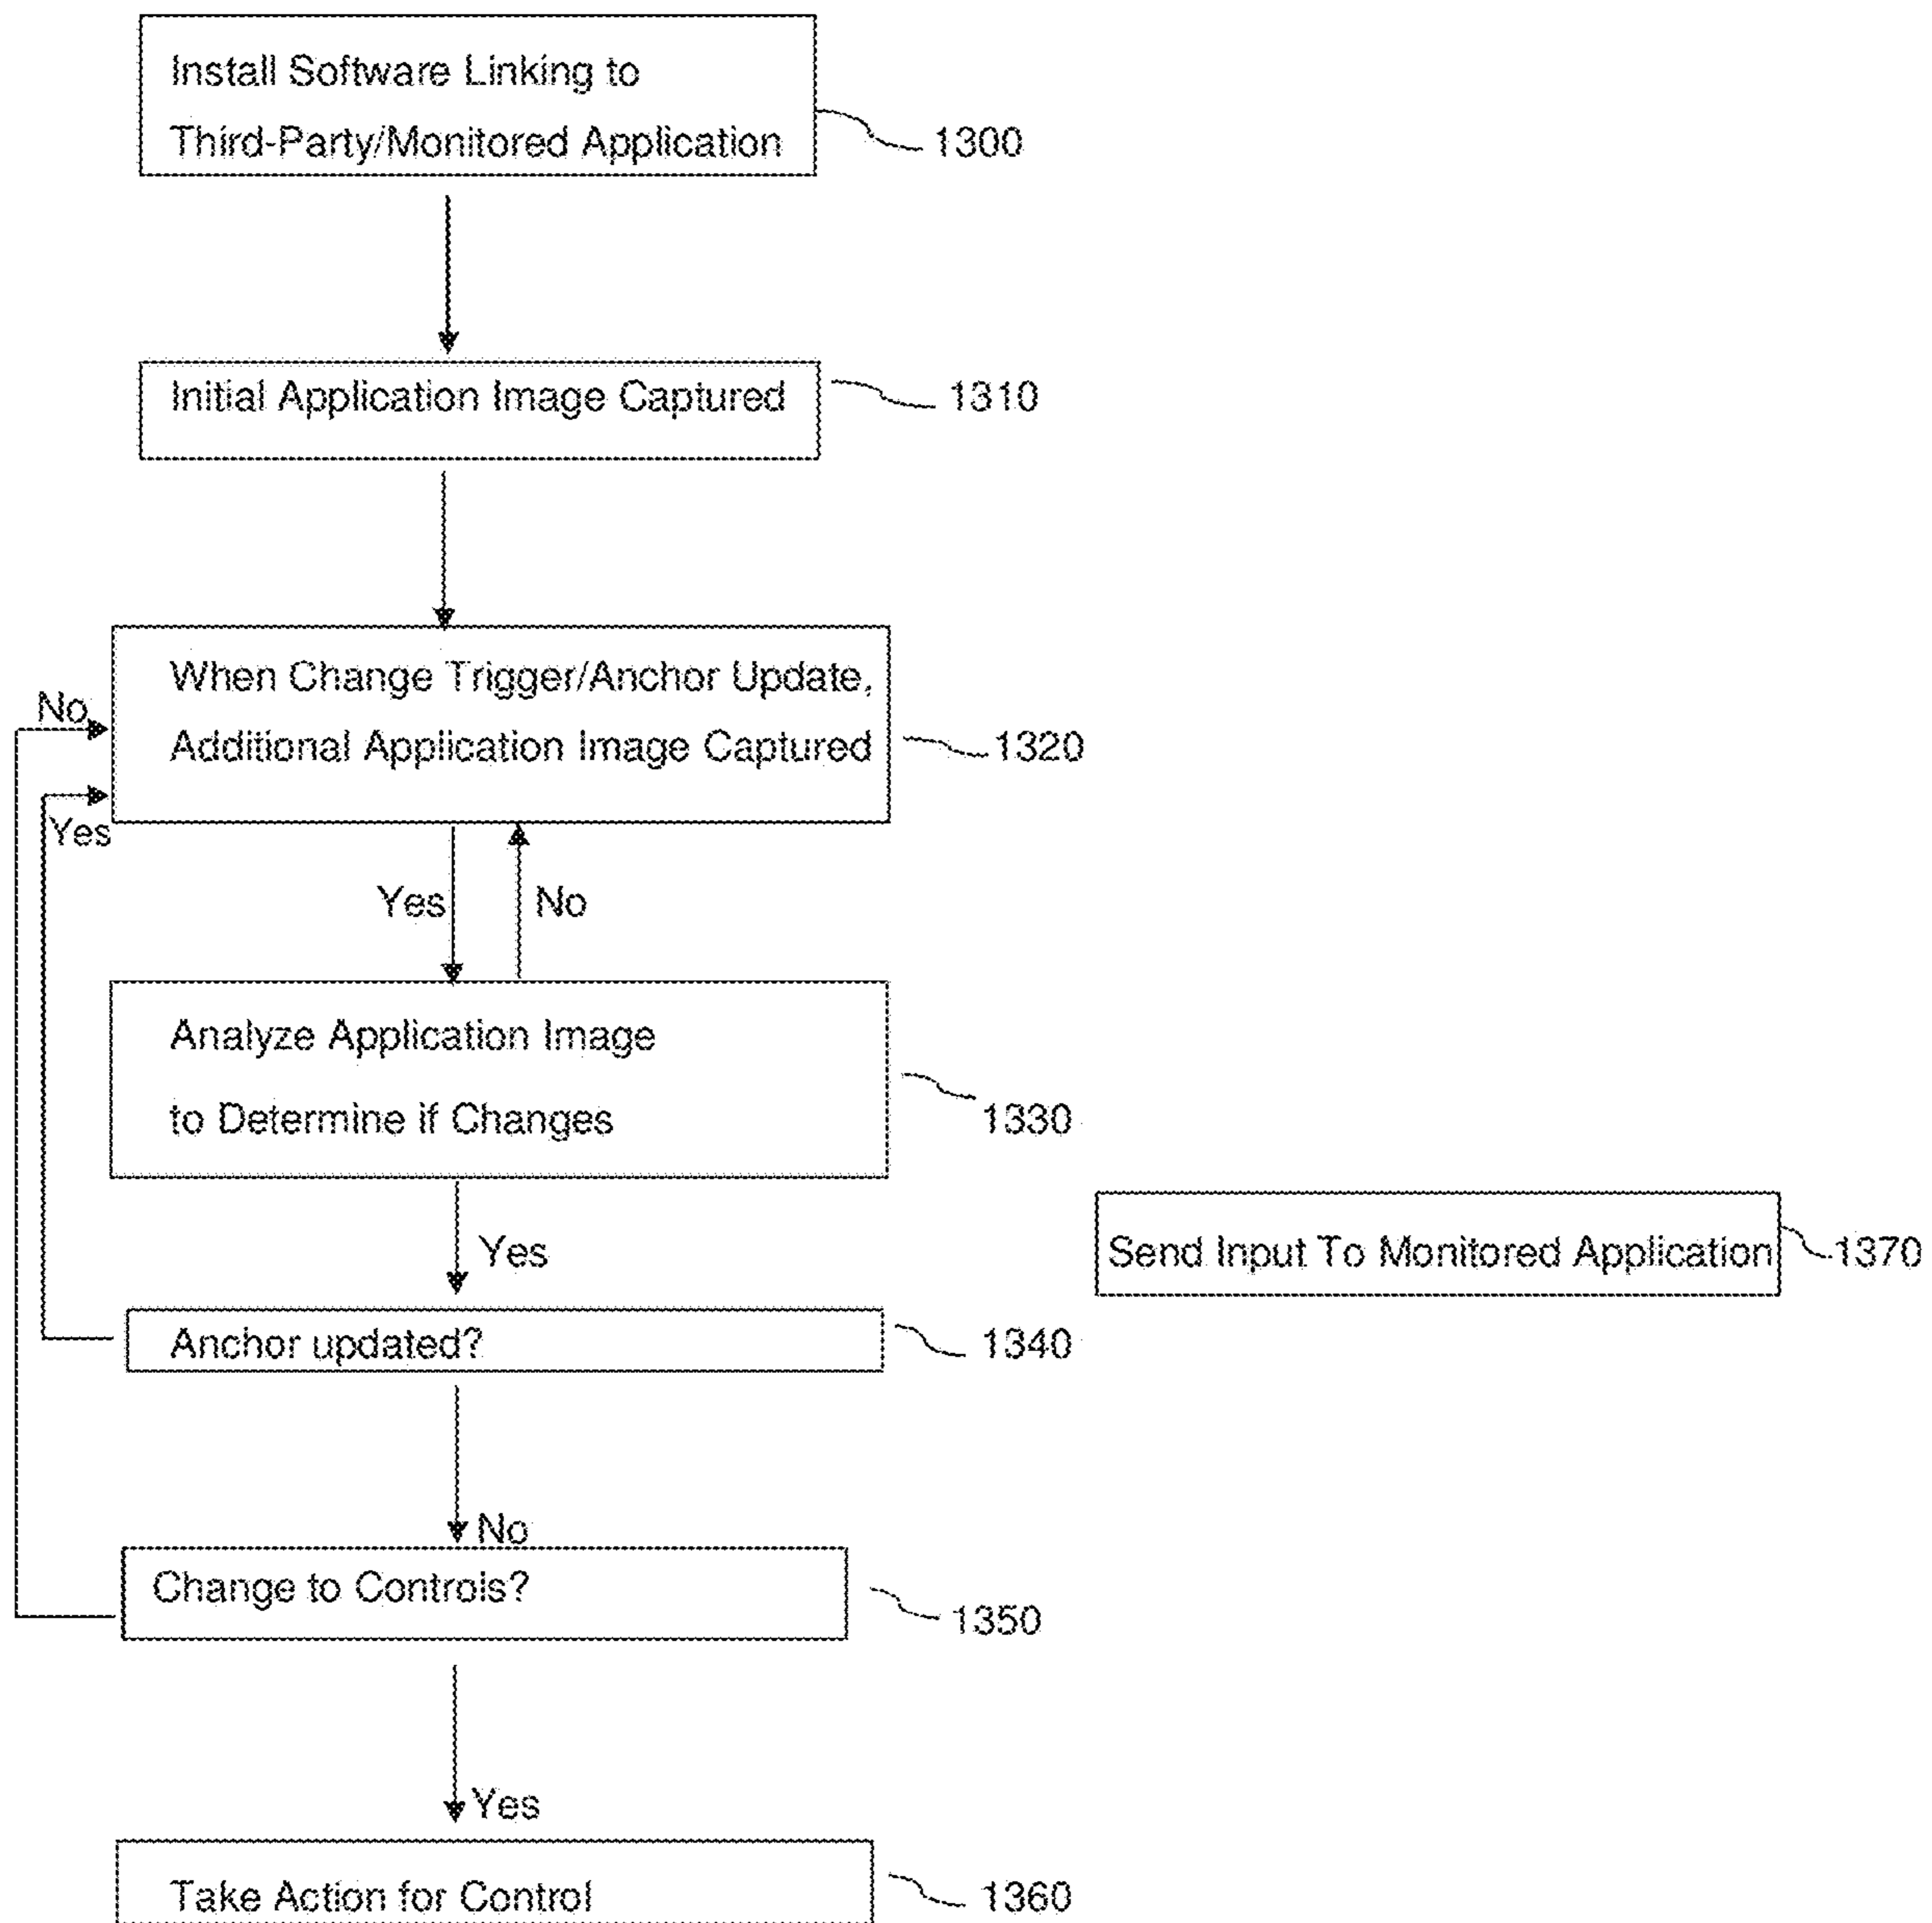 Install Software Linking to
Third-Party/Monitored Application
1300
Initial Application Image Captured
1310
When Change Trigger/Anchor Update,
Additional Application Image Captured
1320
No
Yes
Yes
No
Analyze Application Image
to Determine if Changes
1330
Yes
Send Input To Monitored Application
1370
Anchor updated?
1340
No
Change to Controls?
1350
Yes
Take Action for Control
1360